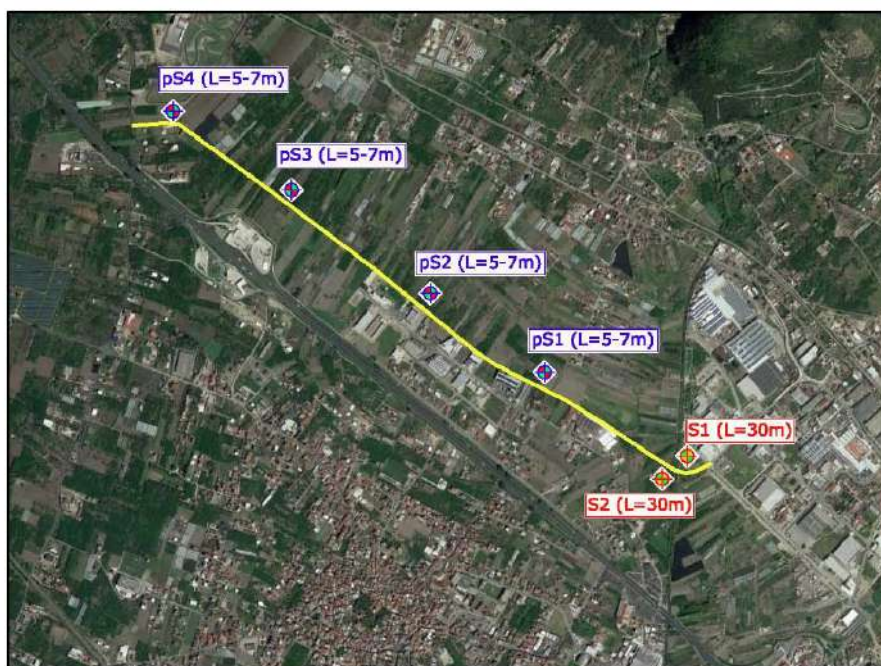 pS4 (L=5-7m)
pS3 (L=5-7m)
pS2 (L=5-7m)
pS1 (L=5-7m)
S1 (L=30m)
S2 (L=30m)